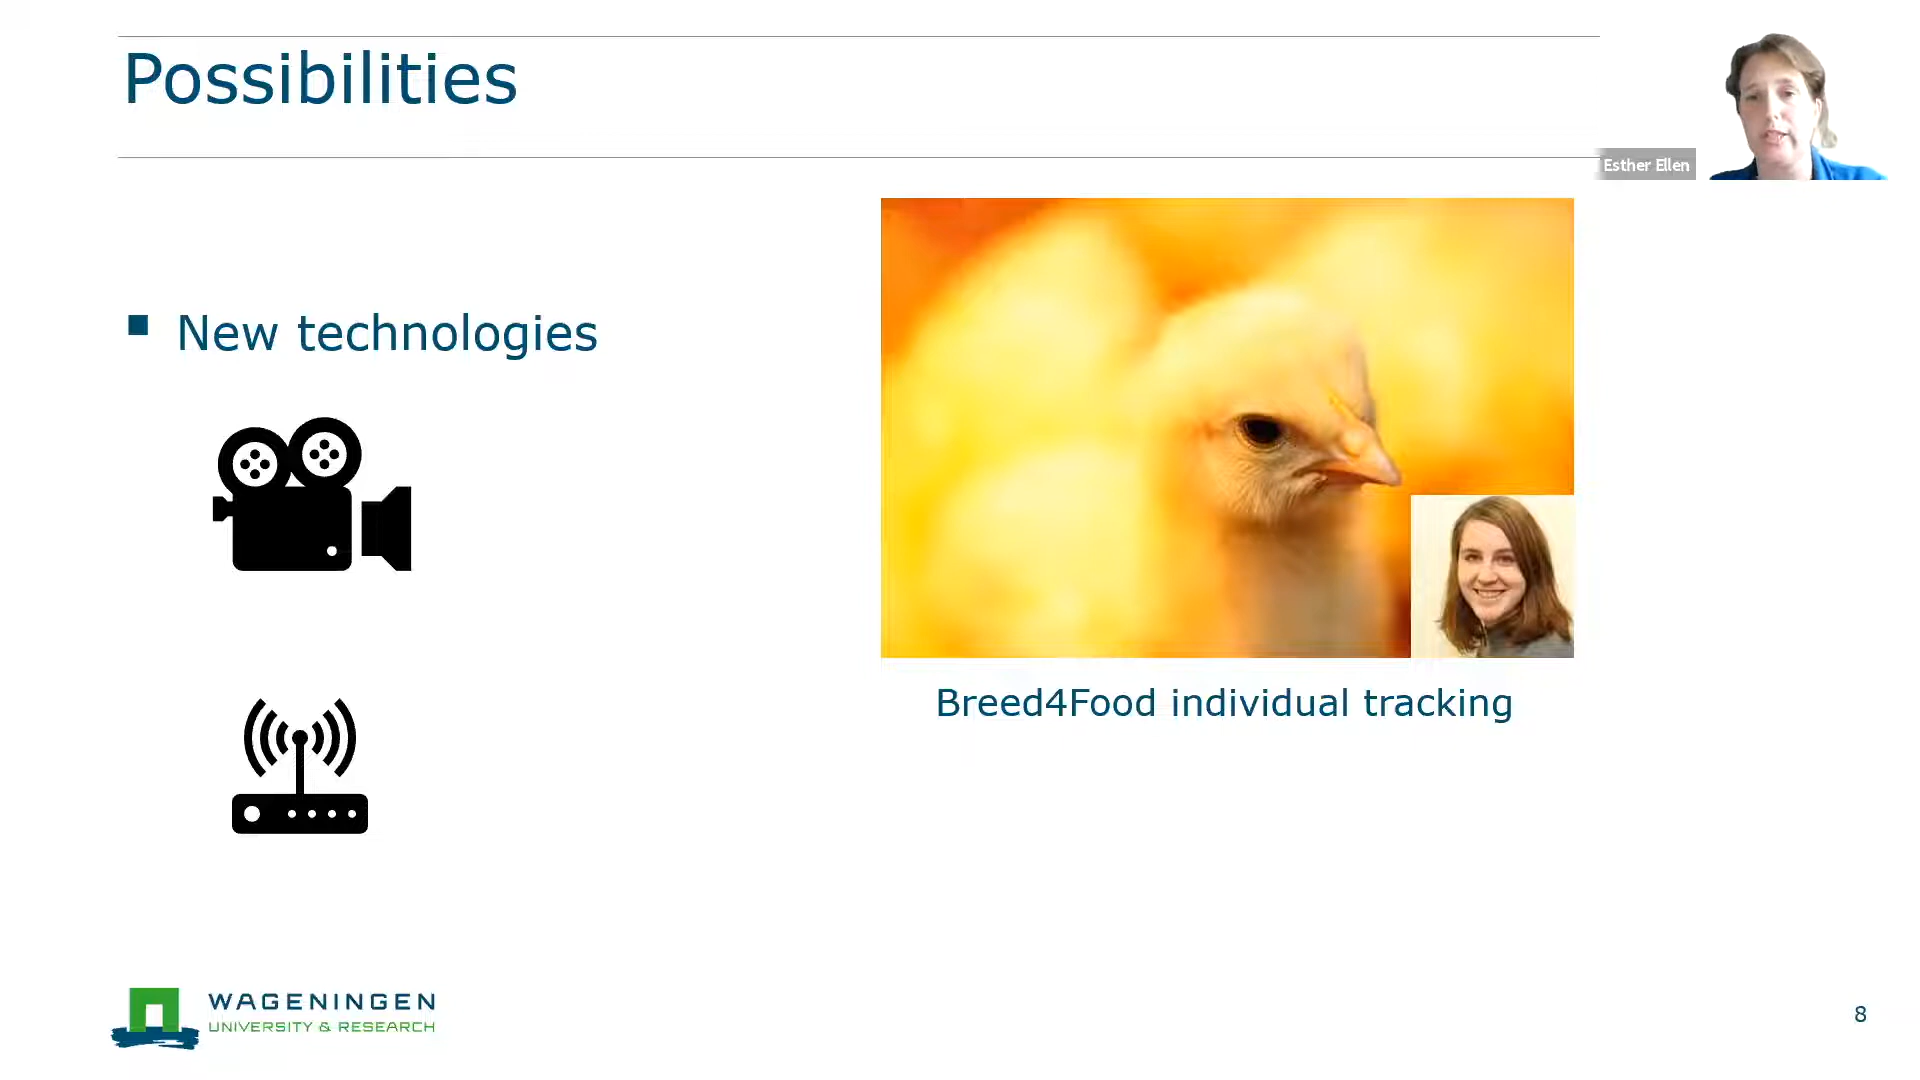 Possibilities
Esther Ellen
New technologies
Breed4Food individual tracking
WAGENINGEN
UNIVERSITY & RESEARCH
8